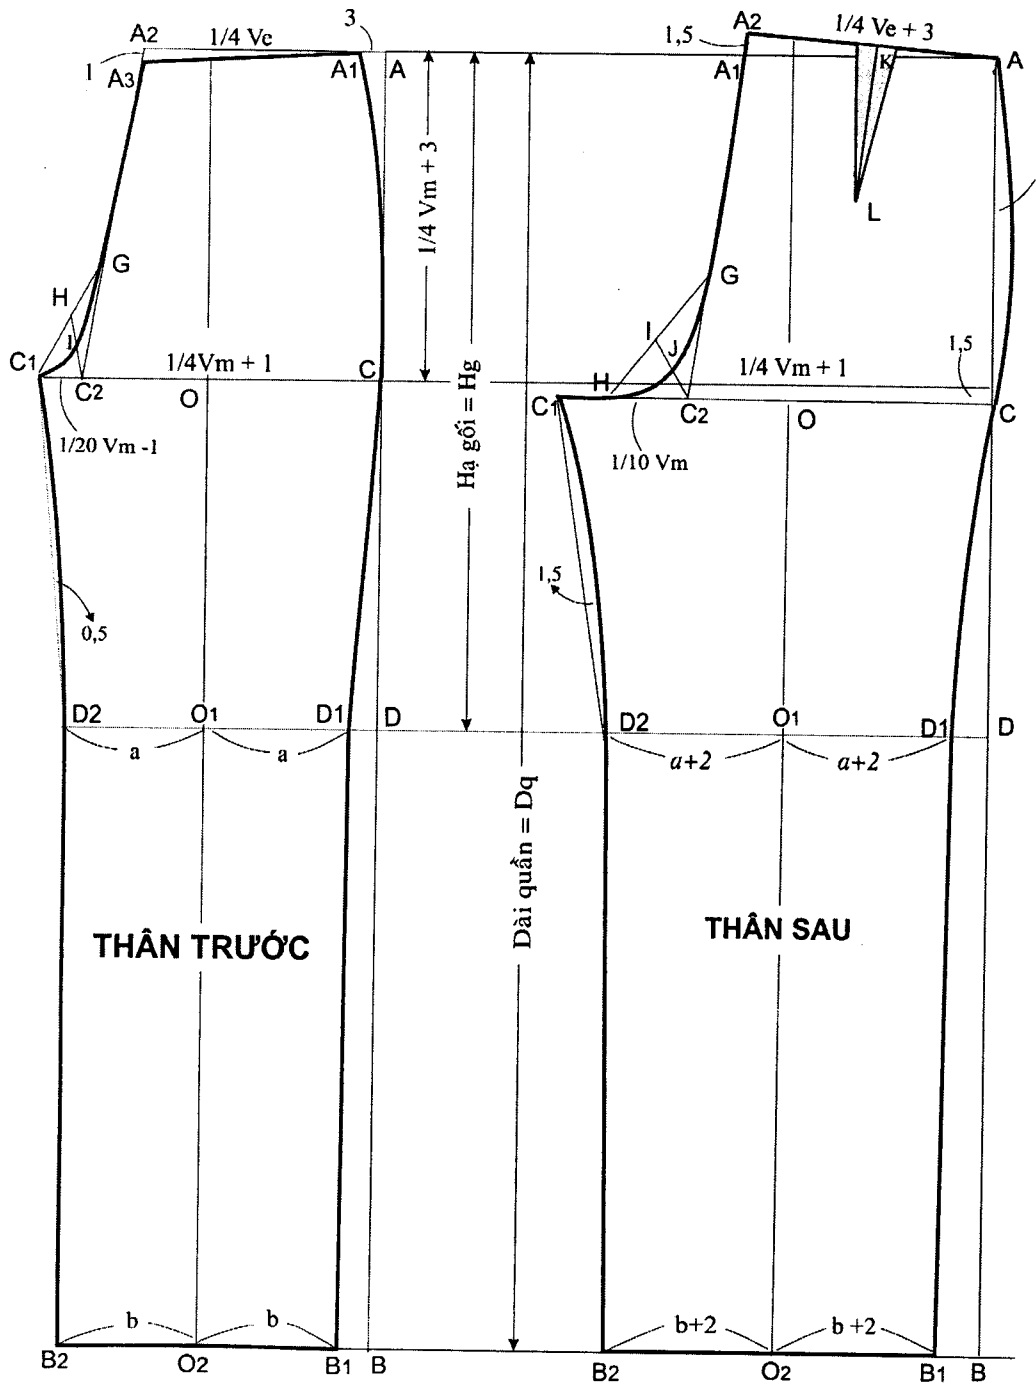 A2
1/4 Ve
3
1
A3
A1
A
1/4 Vm + 3
G
H
I
C1
1/4Vm + 1
C
C2
O
1/20 Vm -1
0,5
D2
O1
D1
D
a
a
THÂN TRƯỚC
b
b
B2
O2
B1
B
Hạ gối = Hg
Dài quần = Dq
A2
1/4 Ve + 3
1,5
A1
K
A
L
G
I
J
H
1/4 Vm + 1
1,5
C1
C2
O
C
1/10 Vm
1,5
D2
O1
D1
D
a+2
a+2
THÂN SAU
b+2
b +2
B2
O2
B1
B